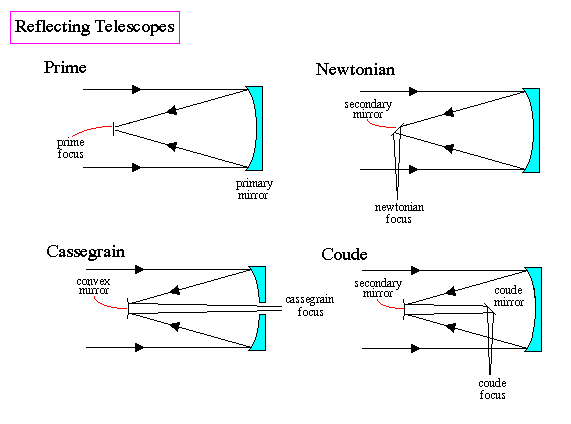 Reflecting Telescopes
Prime
prime
focus
primary
mirror
Newtonian
secondary
mirror
newtonian
focus
Cassegrain
convex
mirror
cassegrain
focus
Coude
secondary
mirror
coude
mirror
coude
focus